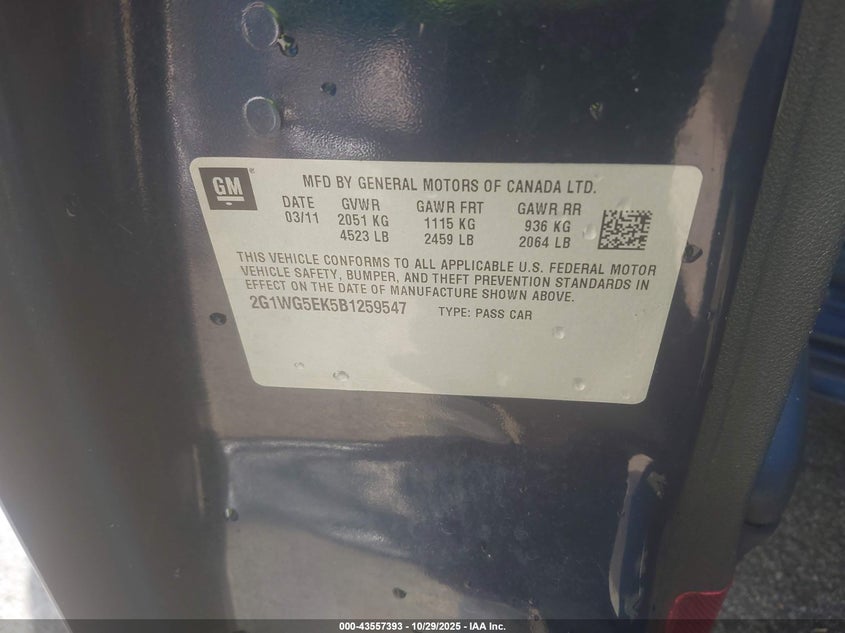 GM
MFD BY GENERAL MOTORS OF CANADA LTD.
DATE GVWR GAWR FRT GAWR RR
03/11 2051 KG 1115 KG 936 KG
4523 LB 2459 LB 2064 LB
THIS VEHICLE CONFORMS TO ALL APPLICABLE U.S. FEDERAL MOTOR
VEHICLE SAFETY, BUMPER, AND THEFT PREVENTION STANDARDS IN
EFFECT ON THE DATE OF MANUFACTURE SHOWN ABOVE.
2G1WG5EK5B1259547 TYPE: PASS CAR
000-43557393 - 10/29/2025 - IAA Inc.